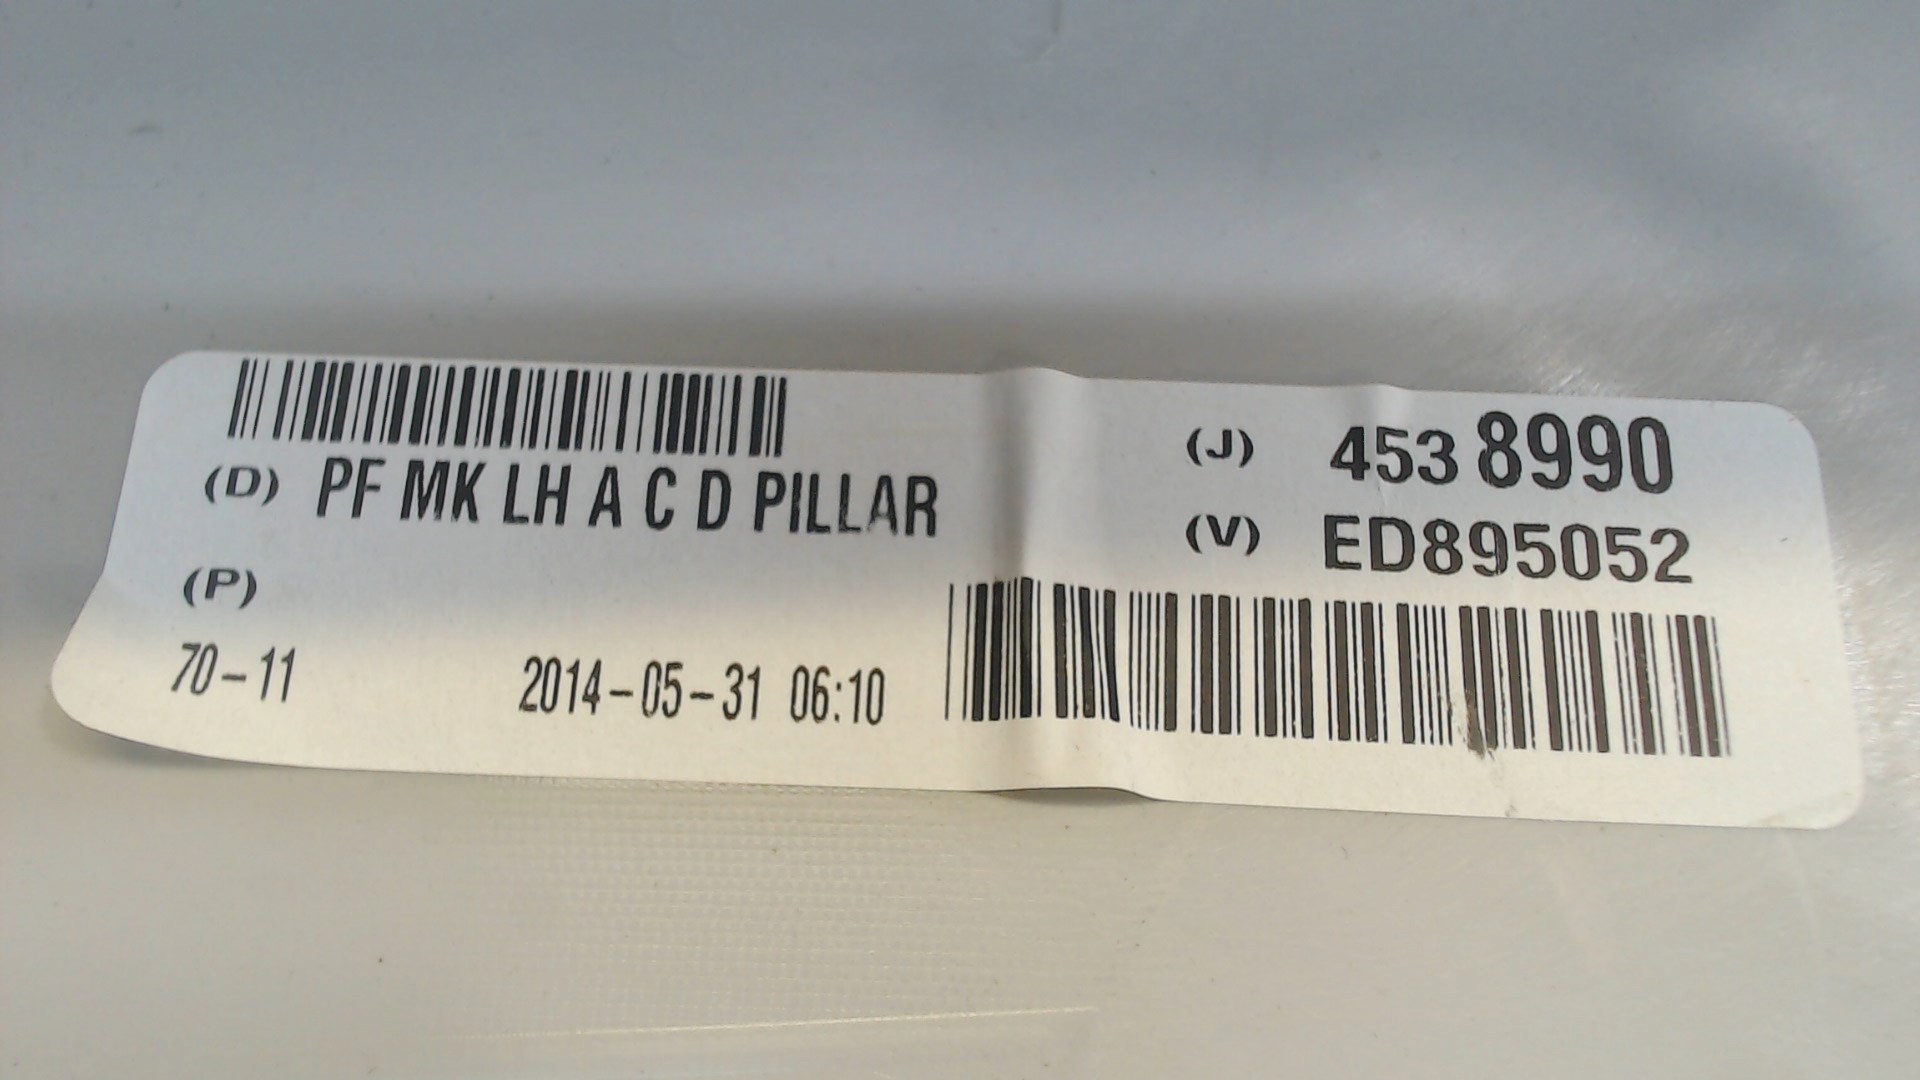 (D) PF MK LH A C D PILLAR
(J) 453 8990
(V) ED895052
(P)
70-11 2014-05-31 06:10